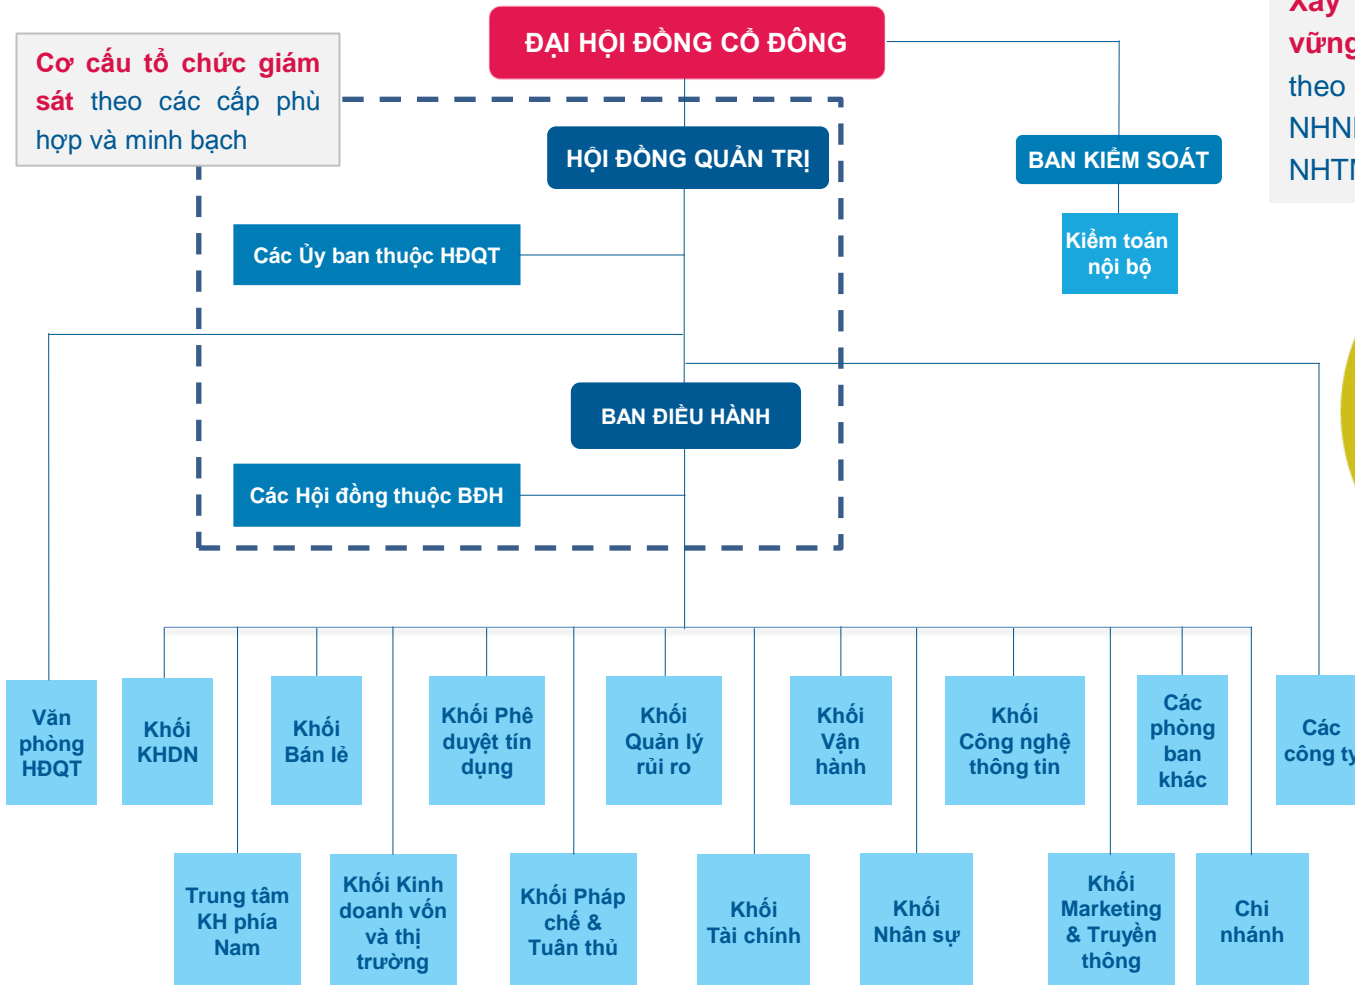 ĐẠI HỘI ĐỒNG CỔ ĐÔNG
Cơ cấu tổ chức giám
sát theo các cấp phù
hợp và minh bạch
vững
theo
HỘI ĐỒNG QUẢN TRỊ
BAN KIỂM SOÁT
Các Ủy ban thuộc HĐQT
Kiểm toán
nội bộ
BAN ĐIỀU HÀNH
Các Hội đồng thuộc BĐH
Văn
phòng
HĐQT
Khối
KHDN
Khối
Bán lẻ
Khối Phê
duyệt tín
dụng
Khối
Quản lý
rủi ro
Khối
Vận
hành
Khối
Công nghệ
thông tin
Các
phòng
ban
khác
Các
công ty
Trung tâm
KH phía
Nam
Khối Kinh
doanh vốn
và thị
trường
Khối Pháp
chế &
Tuân thủ
Khối
Tài chính
Khối
Nhân sự
Khối
Marketing
& Truyền
thông
Chi
nhánh